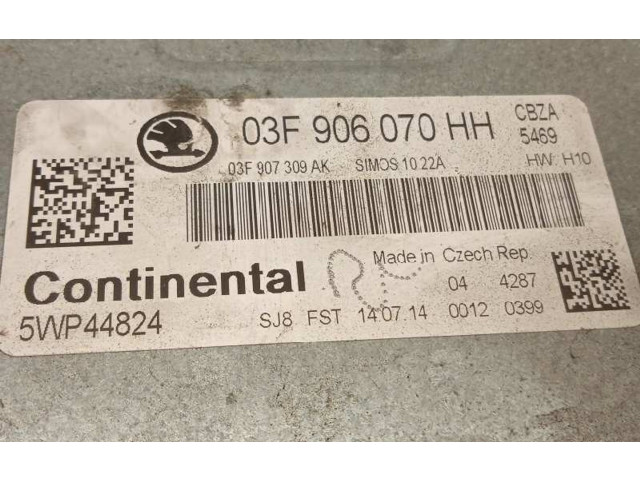 03F 906 070 HH CBZA
5469
03F 907 309 AK SIMOS 10 22A HW: H10
Continental
RF Made in Czech Rep.
04 4287
5WP44824 SJ8 FST 14.07.14 0012 0399